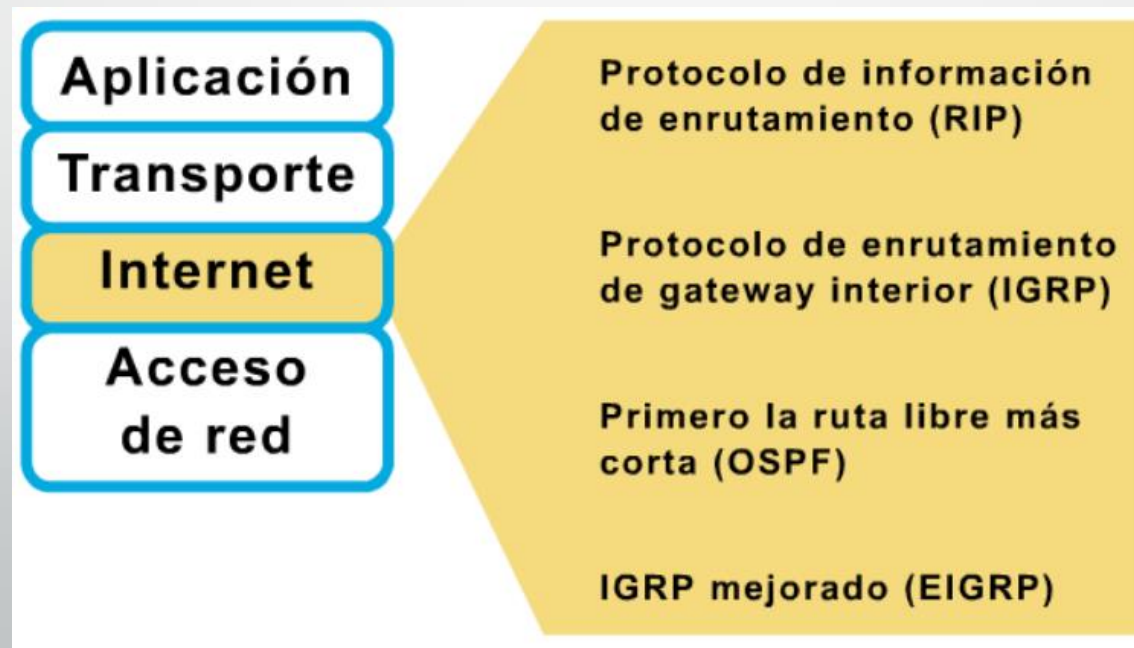 Aplicación
Transporte
Internet
Acceso
de red
Protocolo de información
de enrutamiento (RIP)
Protocolo de enrutamiento
de gateway interior (IGRP)
Primero la ruta libre más
corta (OSPF)
IGRP mejorado (EIGRP)